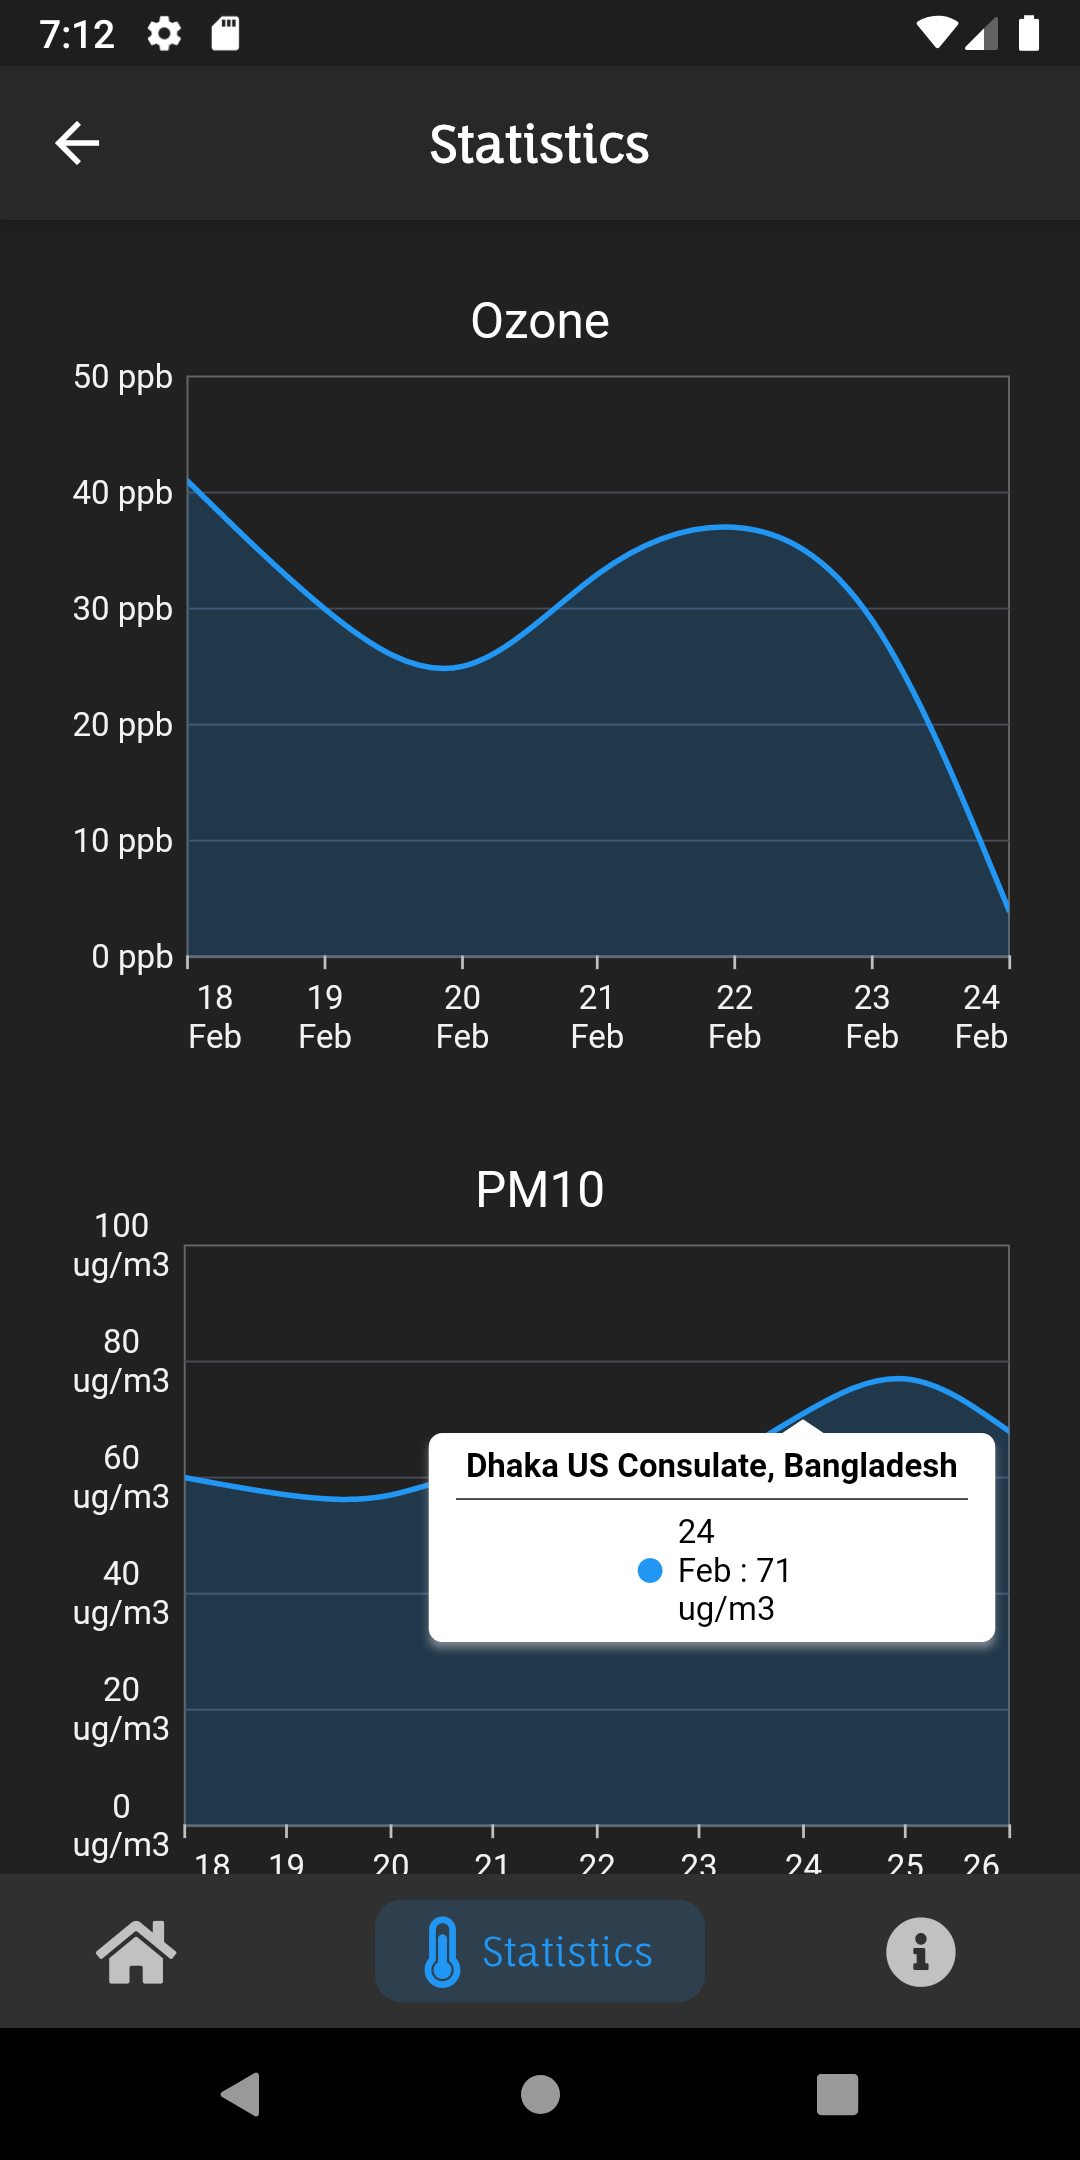 7:12
Statistics
Ozone
50 ppb
40 ppb
30 ppb
20 ppb
10 ppb
0 ppb
18 Feb
19 Feb
20 Feb
21 Feb
22 Feb
23 Feb
24 Feb
PM10
100 ug/m3
80 ug/m3
60 ug/m3
40 ug/m3
20 ug/m3
0 ug/m3
Dhaka US Consulate, Bangladesh
24
Feb : 71
ug/m3
18 19 20 21 22 23 24 25 26
Statistics